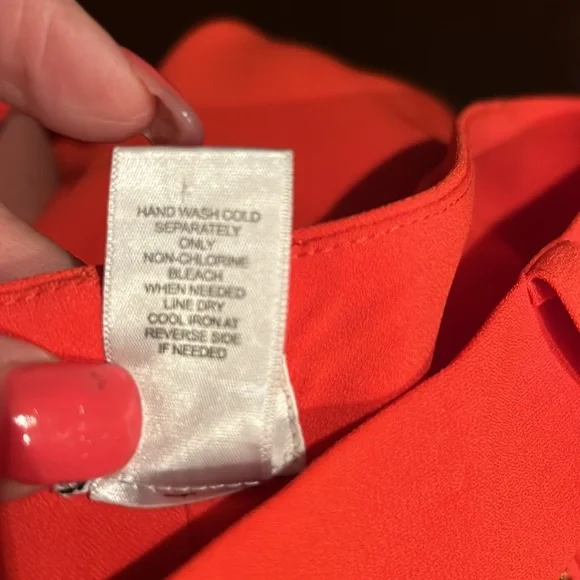 HAND WASH COLD
SEPARATELY
ONLY
NON-CHLORINE
BLEACH
WHEN NEEDED
LINE DRY
COOL IRON AT
REVERSE SIDE
IF NEEDED